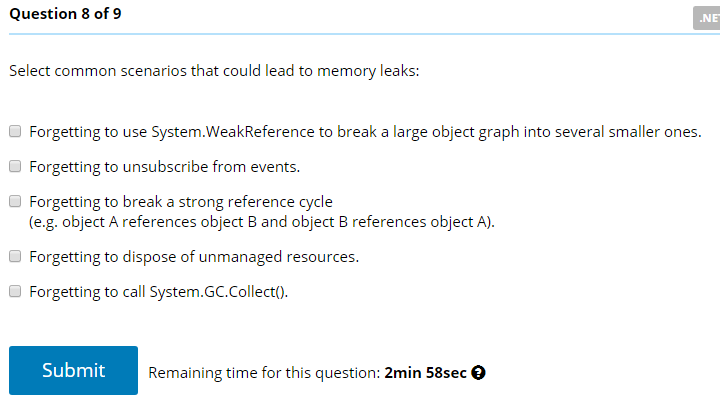 Question 8 of 9
.NE
Select common scenarios that could lead to memory leaks:
Forgetting to use System.WeakReference to break a large object graph into several smaller ones.
Forgetting to unsubscribe from events.
Forgetting to break a strong reference cycle
(e.g. object A references object B and object B references object A).
Forgetting to dispose of unmanaged resources.
Forgetting to call System.GC.Collect().
Submit
Remaining time for this question: 2min 58sec ?